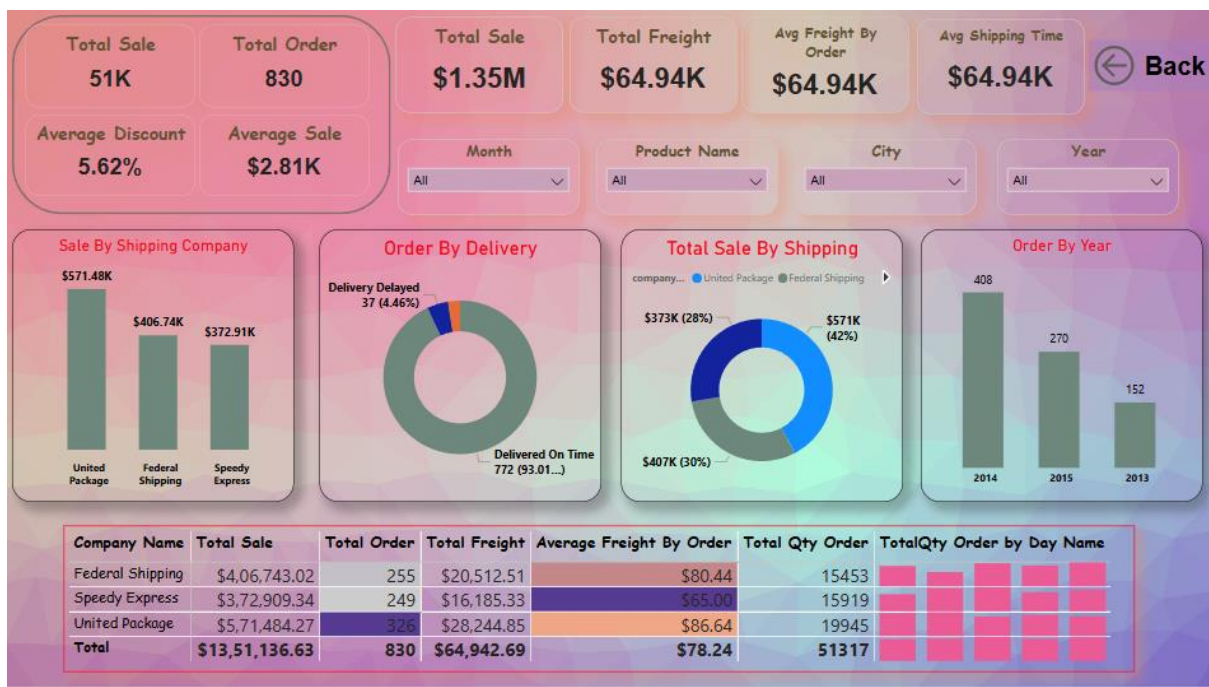 Total Sale
51K
Total Order
830
Average Discount
5.62%
Average Sale
$2.81K
Total Sale
$1.35M
Total Freight
$64.94K
Avg Freight By
Order
$64.94K
Avg Shipping Time
$64.94K
Back
Month
All
Product Name
All
City
All
Year
All
Sale By Shipping Company
$571.48K
$406.74K
$372.91K
United
Package
Federal
Shipping
Speedy
Express
Order By Delivery
Delivery Delayed
37 (4.46%)
Delivered On Time
772 (93.01...)
Total Sale By Shipping
company... United Package Federal Shipping
$373K (28%)
$571K
(42%)
$407K (30%)
Order By Year
408
270
152
2014
2015
2013
Company Name Total Sale Total Order Total Freight Average Freight By Order Total Qty Order TotalQty Order by Day Name
Federal Shipping $4,06,743.02 255 $20,512.51 $80.44 15453
Speedy Express $3,72,909.34 249 $16,185.33 $65.00 15919
United Package $5,71,484.27 326 $28,244.85 $86.64 19945
Total $13,51,136.63 830 $64,942.69 $78.24 51317